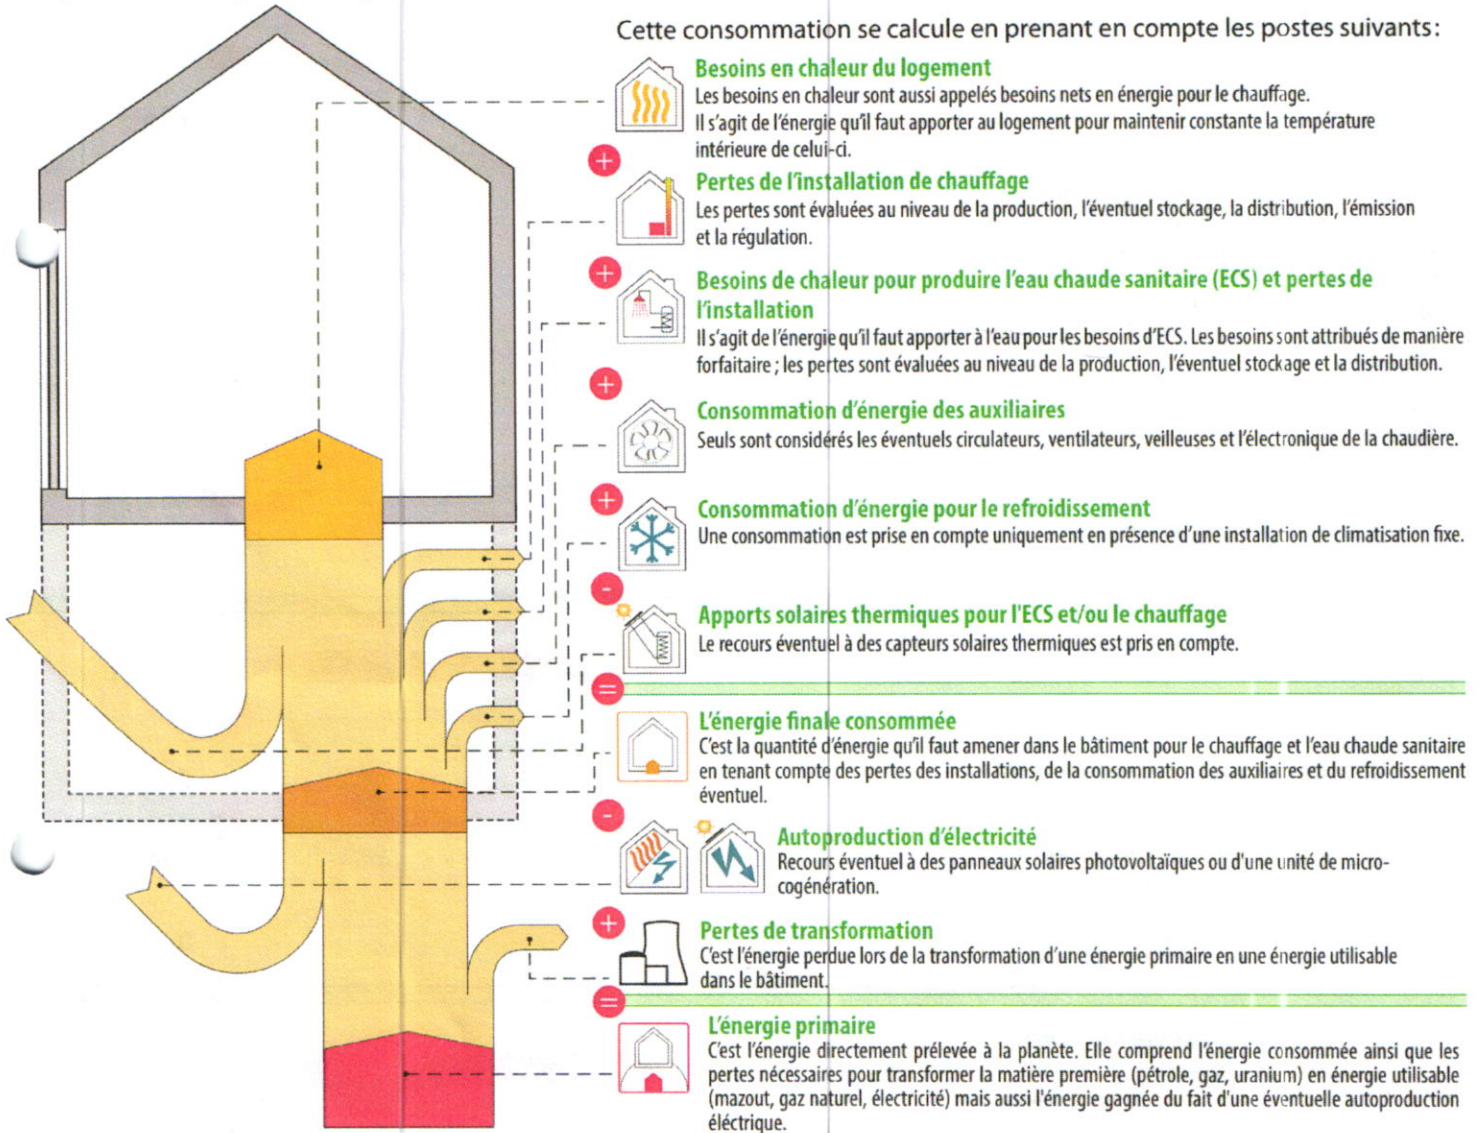 Cette consommation se calcule en prenant en compte les postes suivants:
Besoins en chaleur du logement
Les besoins en chaleur sont aussi appelés besoins nets en énergie pour le chauffage.
Il s'agit de l'énergie qu'il faut apporter au logement pour maintenir constante la température
intérieure de celui-ci.
+
Pertes de l'installation de chauffage
Les pertes sont évaluées au niveau de la production, l'éventuel stockage, la distribution, l'émission
et la régulation.
+
Besoins de chaleur pour produire l'eau chaude sanitaire (ECS) et pertes de
l'installation
Il s'agit de l'énergie qu'il faut apporter à l'eau pour les besoins d'ECS. Les besoins sont attribués de manière
forfaitaire ; les pertes sont évaluées au niveau de la production, l'éventuel stockage et la distribution.
+
Consommation d'énergie des auxiliaires
Seuls sont considérés les éventuels circulateurs, ventilateurs, veilleuses et l'électronique de la chaudière.
+
Consommation d'énergie pour le refroidissement
Une consommation est prise en compte uniquement en présence d'une installation de climatisation fixe.
-
Apports solaires thermiques pour l'ECS et/ou le chauffage
Le recours éventuel à des capteurs solaires thermiques est pris en compte.
=
L'énergie finale consommée
C'est la quantité d'énergie qu'il faut amener dans le bâtiment pour le chauffage et l'eau chaude sanitaire
en tenant compte des pertes des installations, de la consommation des auxiliaires et du refroidissement
éventuel.
-
Autoproduction d'électricité
Recours éventuel à des panneaux solaires photovoltaïques ou d'une unité de micro-
cogénération.
+
Pertes de transformation
C'est l'énergie perdue lors de la transformation d'une énergie primaire en une énergie utilisable
dans le bâtiment.
=
L'énergie primaire
C'est l'énergie directement prélevée à la planète. Elle comprend l'énergie consommée ainsi que les
pertes nécessaires pour transformer la matière première (pétrole, gaz, uranium) en énergie utilisable
(mazout, gaz naturel, électricité) mais aussi l'énergie gagnée du fait d'une éventuelle autoproduction
éléctrique.